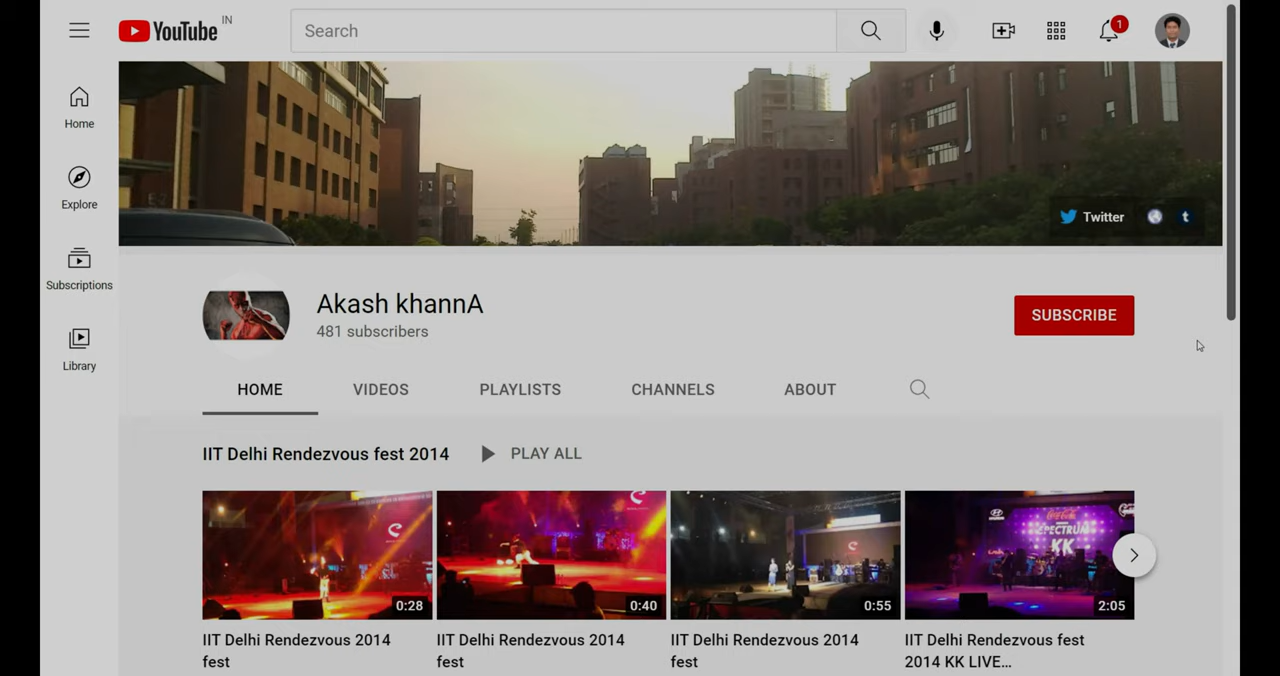 YouTube IN
Search
1
Home
Explore
Subscriptions
Library
Twitter
t
Akash khannA
481 subscribers
SUBSCRIBE
HOME VIDEOS PLAYLISTS CHANNELS ABOUT
IIT Delhi Rendezvous fest 2014 PLAY ALL
SPECTRUM
KK
0:28 0:40 0:55 2:05
IIT Delhi Rendezvous 2014 fest
IIT Delhi Rendezvous 2014 fest
IIT Delhi Rendezvous 2014 fest
IIT Delhi Rendezvous fest 2014 KK LIVE...